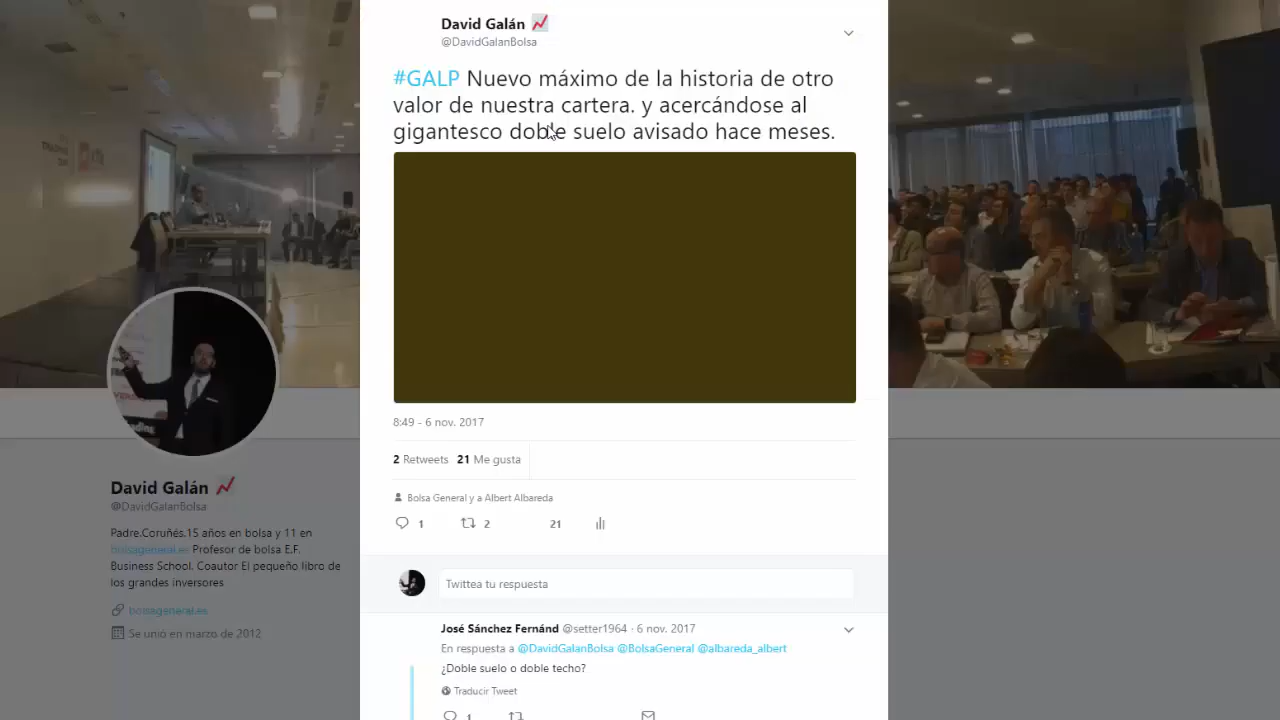 David Galán
@DavidGalanBolsa
#GALP Nuevo máximo de la historia de otro
valor de nuestra cartera. y acercándose al
gigantesco doble suelo avisado hace meses.
8:49 - 6 nov. 2017
2 Retweets 21 Me gusta
Bolsa General y a Albert Albareda
1 2 21
Twittea tu respuesta
José Sánchez Fernánd @setter1964 · 6 nov. 2017
En respuesta a @DavidGalanBolsa @BolsaGeneral @albareda_albert
¿Doble suelo o doble techo?
Traducir Tweet
1
David Galán
@DavidGalanBolsa
Padre.Coruñés.15 años en bolsa y 11 en
bolsageneral.es Profesor de bolsa E.F.
Business School. Coautor El pequeño libro de
los grandes inversores
bolsageneral.es
Se unió en marzo de 2012